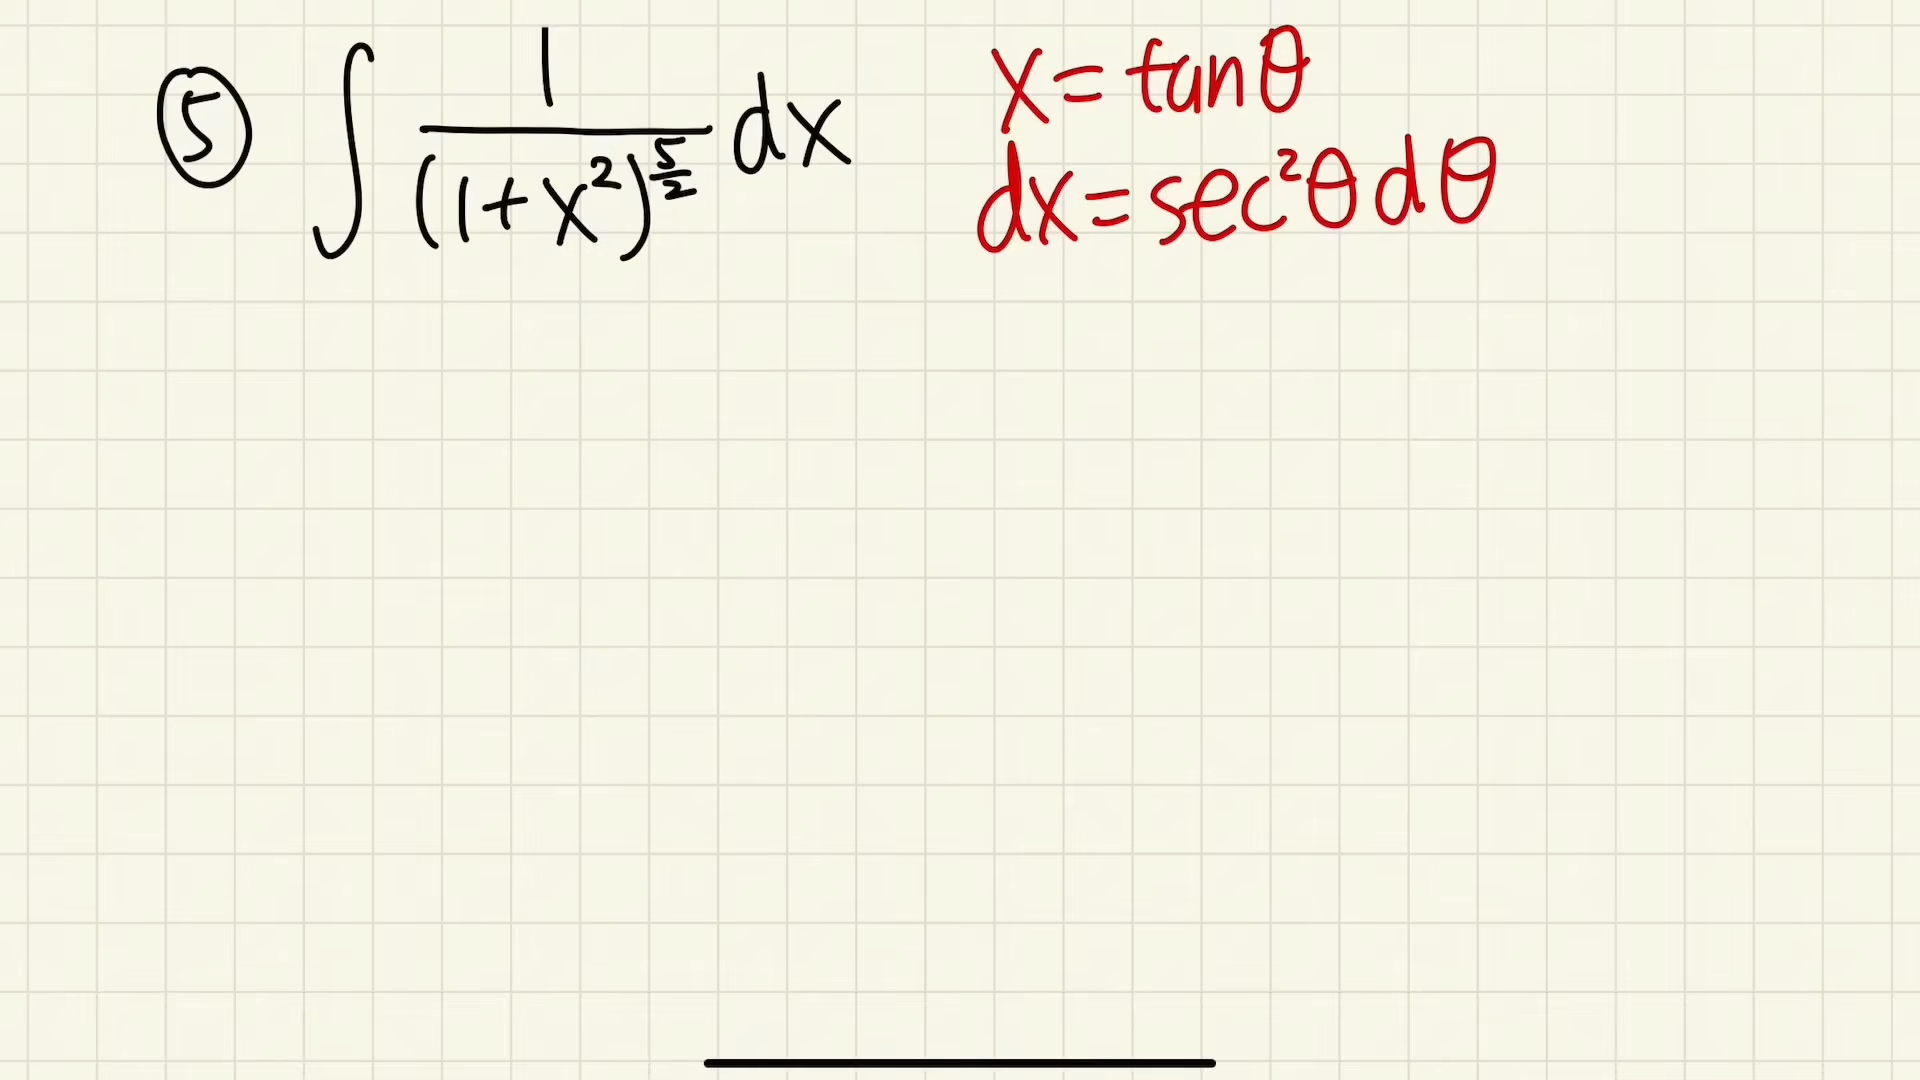 ⑤ ∫ 1/(1+x²)^(5/2) dx
x = tanθ
dx = sec²θ dθ